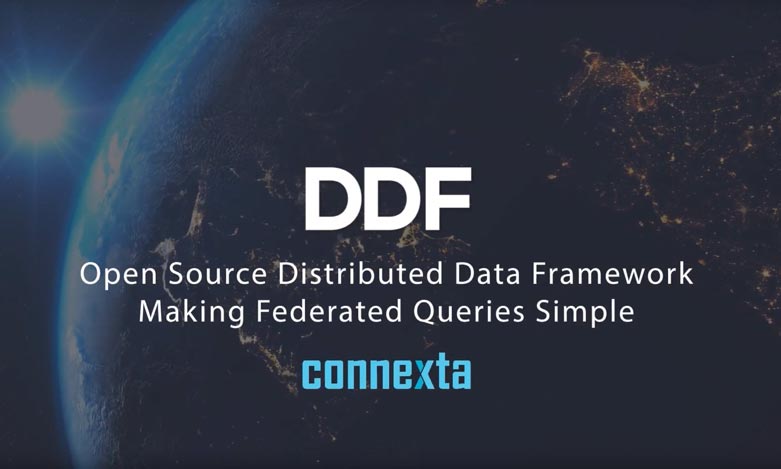 DDF
Open Source Distributed Data Framework
Making Federated Queries Simple
connexta